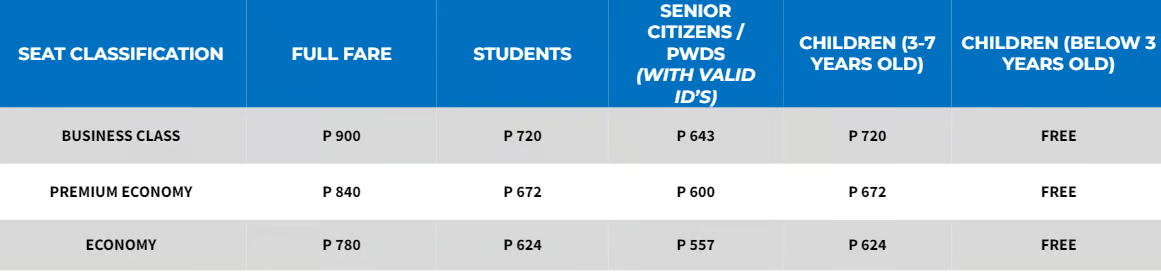 SEAT CLASSIFICATION
FULL FARE
STUDENTS
SENIOR
CITIZENS /
PWDS
(WITH VALID
ID’S)
CHILDREN (3-7
YEARS OLD)
CHILDREN (BELOW 3
YEARS OLD)
BUSINESS CLASS P 900 P 720 P 643 P 720 FREE
PREMIUM ECONOMY P 840 P 672 P 600 P 672 FREE
ECONOMY P 780 P 624 P 557 P 624 FREE